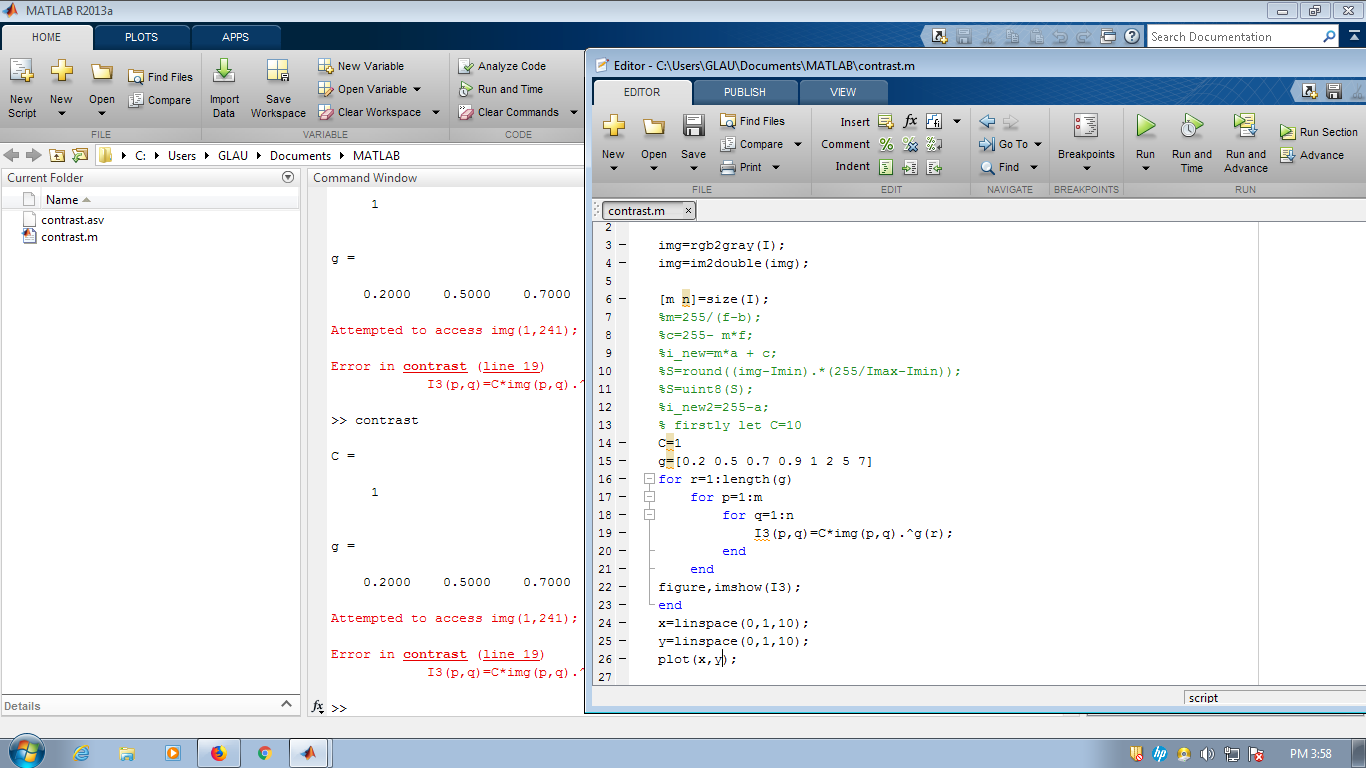 MATLAB R2013a
HOME PLOTS APPS
Search Documentation
New Script
New
Open
Find Files
Compare
Import Data
Save Workspace
New Variable
Open Variable
Clear Workspace
Analyze Code
Run and Time
Clear Commands
FILE VARIABLE CODE
C: Users GLAU Documents MATLAB
Current Folder
Name
contrast.asv
contrast.m
Details
Command Window
1
g =
0.2000 0.5000 0.7000
Attempted to access img(1,241);
Error in contrast (line 19)
I3(p,q)=C*img(p,q).^
>> contrast
C =
1
g =
0.2000 0.5000 0.7000
Attempted to access img(1,241);
Error in contrast (line 19)
I3(p,q)=C*img(p,q).^
fx >>
Editor - C:\Users\GLAU\Documents\MATLAB\contrast.m
EDITOR PUBLISH VIEW
New
Open
Save
Find Files
Compare
Print
Insert fx
Comment
Indent
Go To
Find
Breakpoints
Run
Run and Time
Run and Advance
Run Section
Advance
FILE EDIT NAVIGATE BREAKPOINTS RUN
contrast.m
2
3 - img=rgb2gray(I);
4 - img=im2double(img);
5
6 - [m n]=size(I);
7 %m=255/(f-b);
8 %c=255- m*f;
9 %i_new=m*a + c;
10 %S=round((img-Imin).*(255/Imax-Imin));
11 %S=uint8(S);
12 %i_new2=255-a;
13 % firstly let C=10
14 - C=1
15 - g=[0.2 0.5 0.7 0.9 1 2 5 7]
16 - for r=1:length(g)
17 - for p=1:m
18 - for q=1:n
19 - I3(p,q)=C*img(p,q).^g(r);
20 - end
21 - end
22 - figure,imshow(I3);
23 - end
24 - x=linspace(0,1,10);
25 - y=linspace(0,1,10);
26 - plot(x,y);
27
script
PM 3:58